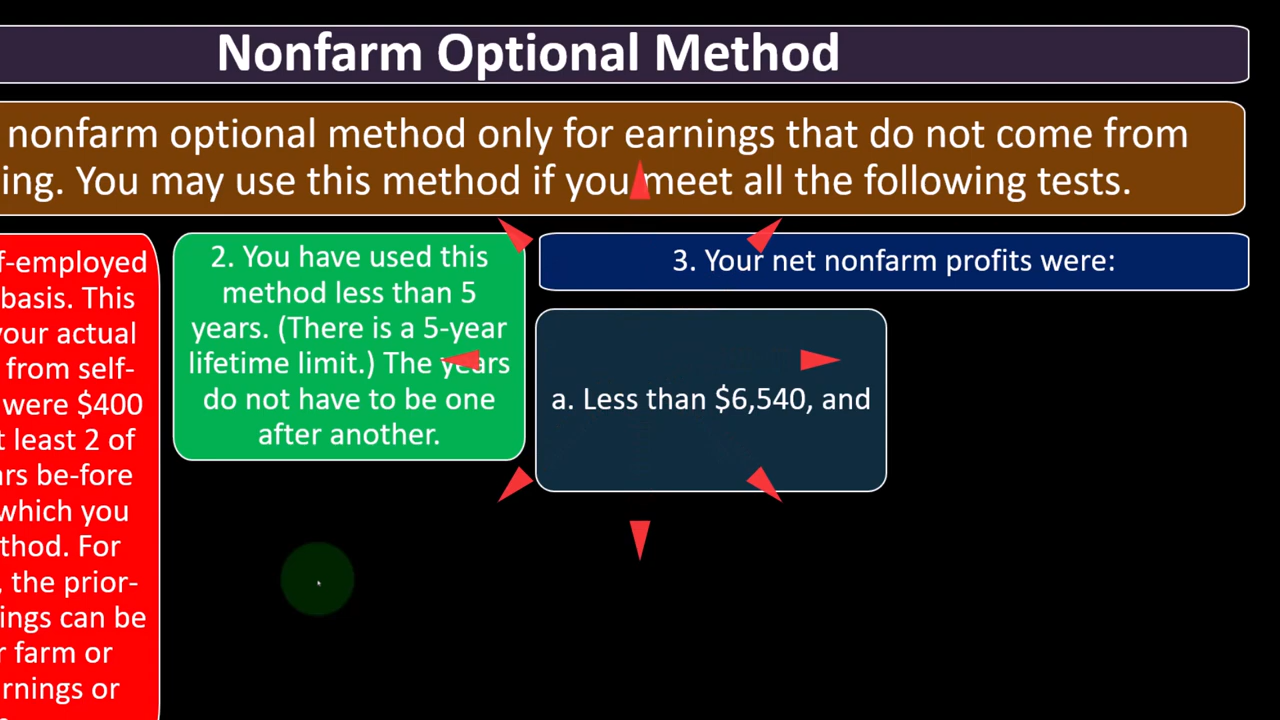 Nonfarm Optional Method
nonfarm optional method only for earnings that do not come from
ing. You may use this method if you meet all the following tests.
f-employed
basis. This
your actual
from self-
were $400
t least 2 of
rs be-fore
which you
thod. For
, the prior-
ings can be
r farm or
rnings or
2. You have used this
method less than 5
years. (There is a 5-year
lifetime limit.) The years
do not have to be one
after another.
3. Your net nonfarm profits were:
a. Less than $6,540, and